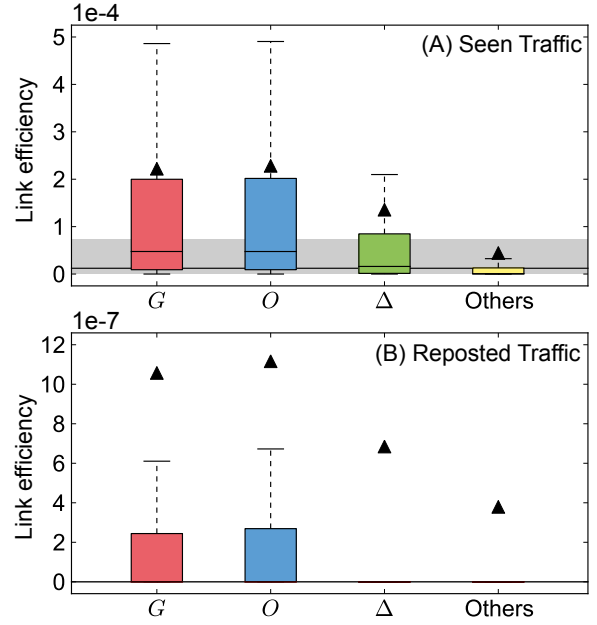 1e-4
(A) Seen Traffic
Link efficiency
5
4
3
2
1
0
G O Δ Others
1e-7
(B) Reposted Traffic
Link efficiency
12
10
8
6
4
2
0
G O Δ Others